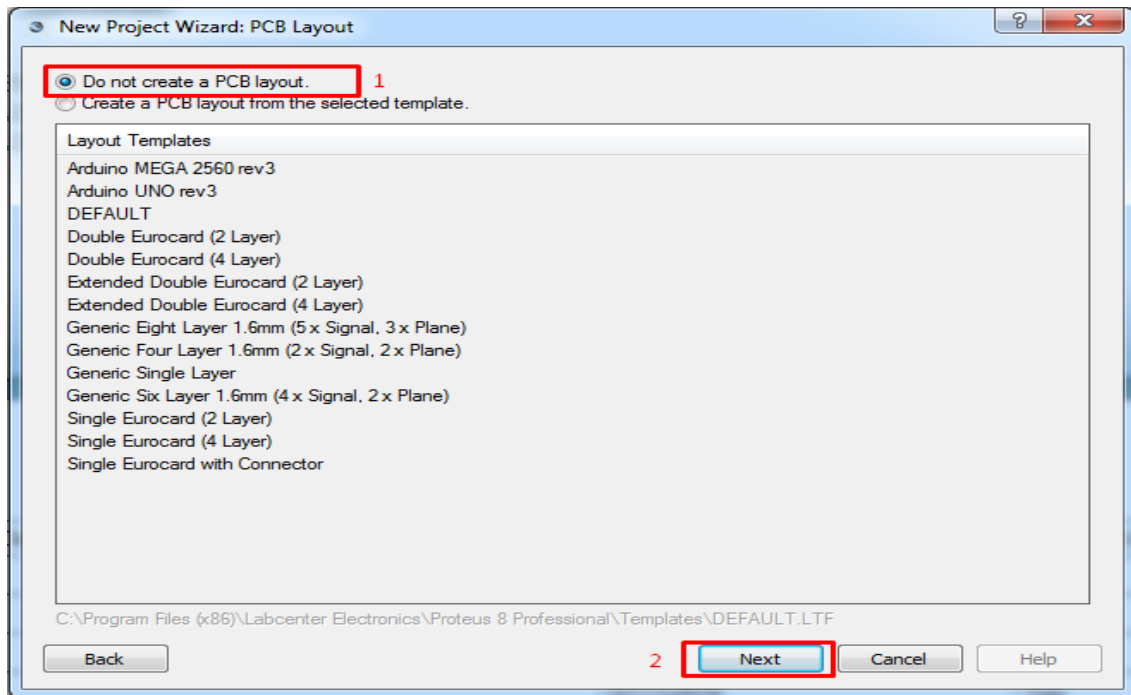 New Project Wizard: PCB Layout
Do not create a PCB layout. 1
Create a PCB layout from the selected template.
Layout Templates
Arduino MEGA 2560 rev3
Arduino UNO rev3
DEFAULT
Double Eurocard (2 Layer)
Double Eurocard (4 Layer)
Extended Double Eurocard (2 Layer)
Extended Double Eurocard (4 Layer)
Generic Eight Layer 1.6mm (5 x Signal, 3 x Plane)
Generic Four Layer 1.6mm (2 x Signal, 2 x Plane)
Generic Single Layer
Generic Six Layer 1.6mm (4 x Signal, 2 x Plane)
Single Eurocard (2 Layer)
Single Eurocard (4 Layer)
Single Eurocard with Connector
C:\Program Files (x86)\Labcenter Electronics\Proteus 8 Professional\Templates\DEFAULT.LTF
Back 2 Next Cancel Help